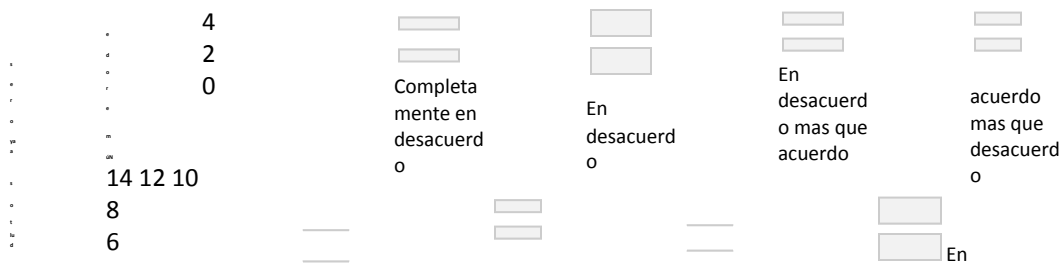 4
2
0
14 12 10
8
6
Completa
mente en
desacuerd
o
En
desacuerd
o
En
desacuerd
o mas que
acuerdo
acuerdo
mas que
desacuerd
o
En